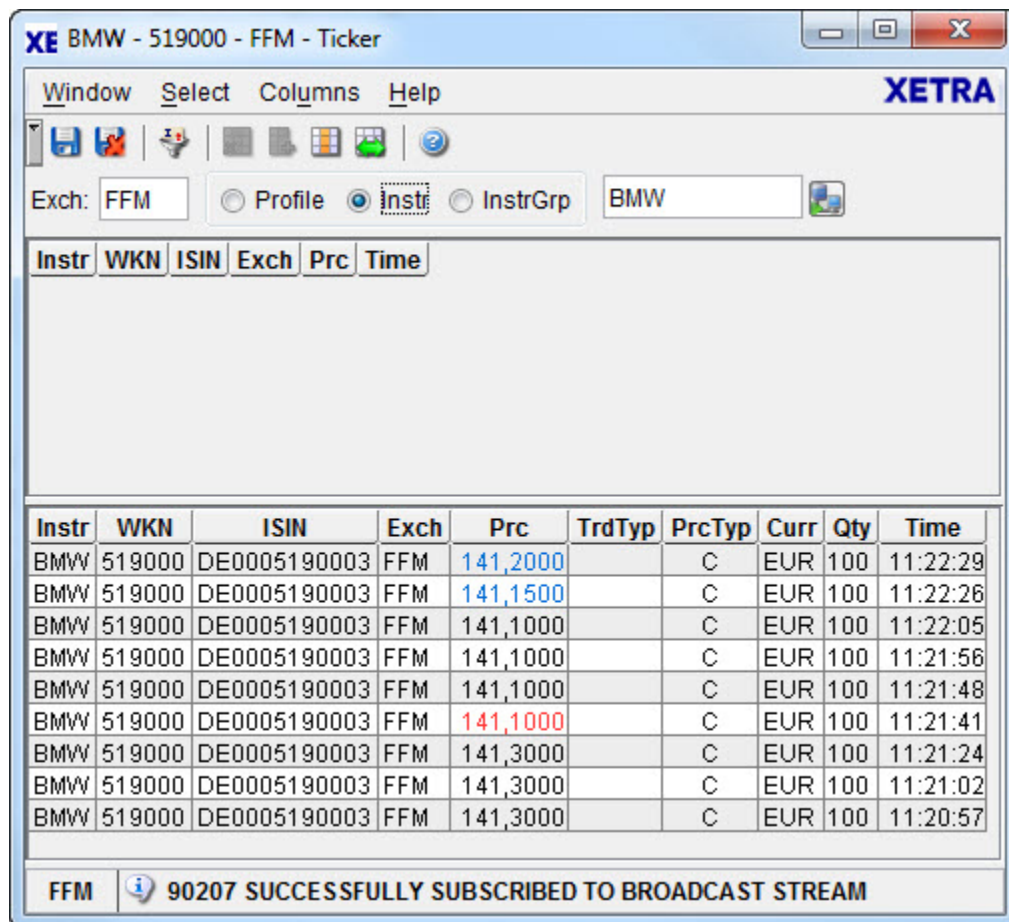 XE BMW - 519000 - FFM - Ticker
Window Select Columns Help XETRA
Exch: FFM Profile Instr InstrGrp BMW
Instr WKN ISIN Exch Prc Time
Instr WKN ISIN Exch Prc TrdTyp PrcTyp Curr Qty Time
BMW 519000 DE0005190003 FFM 141,2000 C EUR 100 11:22:29
BMW 519000 DE0005190003 FFM 141,1500 C EUR 100 11:22:26
BMW 519000 DE0005190003 FFM 141,1000 C EUR 100 11:22:05
BMW 519000 DE0005190003 FFM 141,1000 C EUR 100 11:21:56
BMW 519000 DE0005190003 FFM 141,1000 C EUR 100 11:21:48
BMW 519000 DE0005190003 FFM 141,1000 C EUR 100 11:21:41
BMW 519000 DE0005190003 FFM 141,3000 C EUR 100 11:21:24
BMW 519000 DE0005190003 FFM 141,3000 C EUR 100 11:21:02
BMW 519000 DE0005190003 FFM 141,3000 C EUR 100 11:20:57
FFM 90207 SUCCESSFULLY SUBSCRIBED TO BROADCAST STREAM